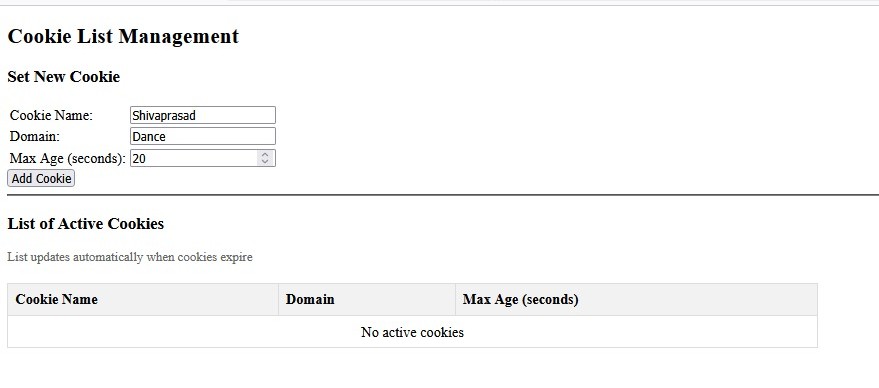 Cookie List Management
Set New Cookie
Cookie Name: Shivaprasad
Domain: Dance
Max Age (seconds): 20
Add Cookie
List of Active Cookies
List updates automatically when cookies expire
Cookie Name Domain Max Age (seconds)
No active cookies